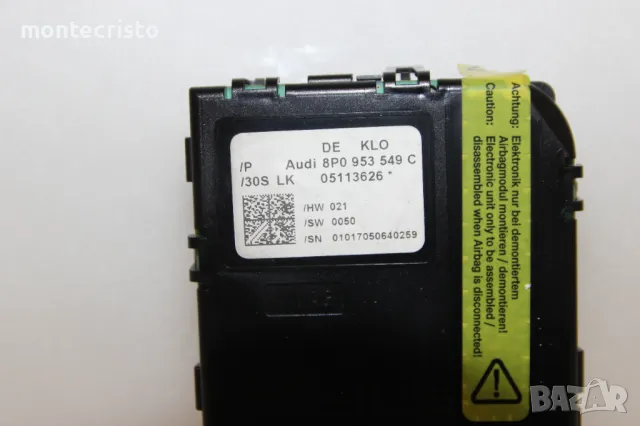 montecristo
DE KLO
/P Audi 8P0 953 549 C
/30S LK 05113626 *
/HW 021
/SW 0050
/SN 01017050640259
Achtung: Elektronik nur bei demontiertem
Airbagmodul montieren / demontieren!
Caution: Electronic unit only to be assembled /
disassembled when Airbag is disconnected!
BAZAR